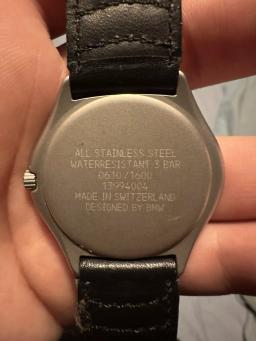 ALL STAINLESS STEEL
WATERRESISTANT 3 BAR
0610/1600
13994004
MADE IN SWITZERLAND
DESIGNED BY BMW